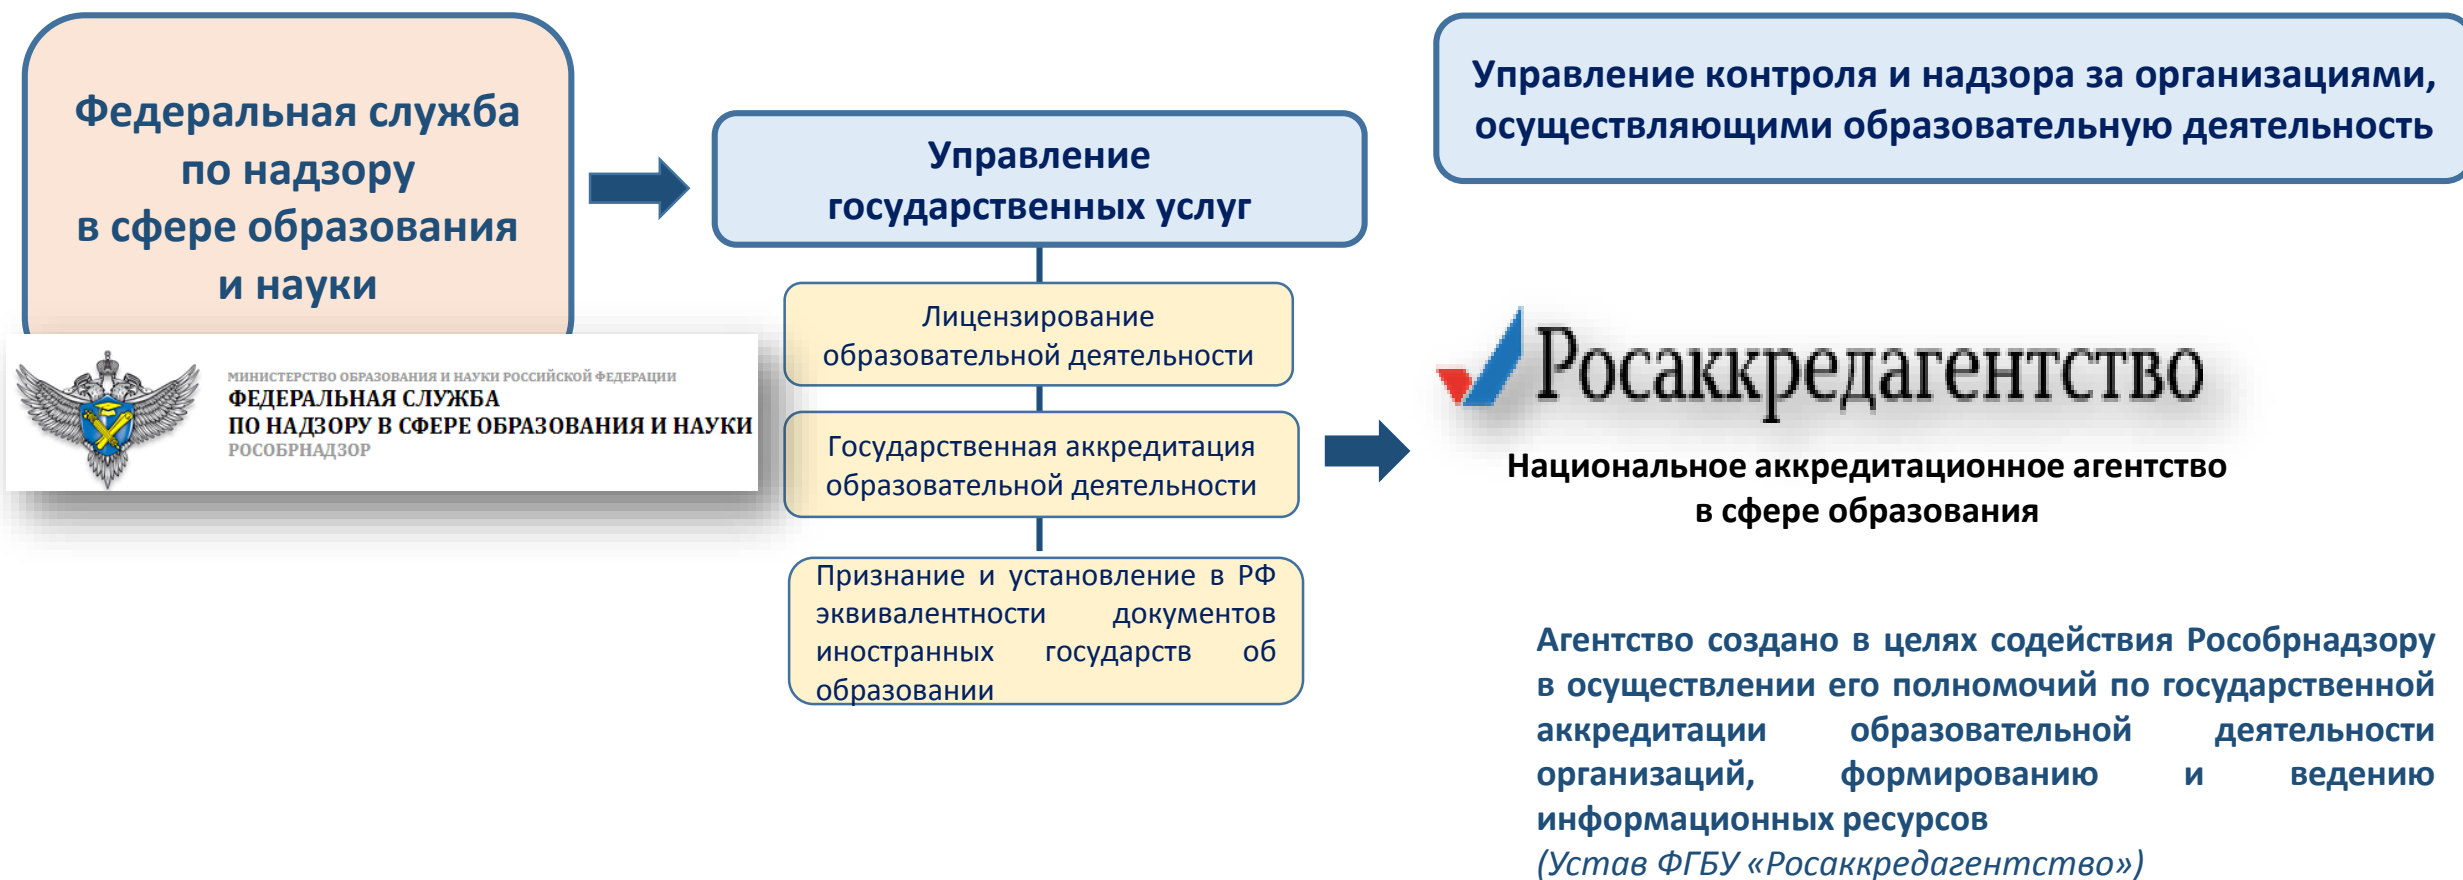 Федеральная служба
по надзору
в сфере образования
и науки
МИНИСТЕРСТВО ОБРАЗОВАНИЯ И НАУКИ РОССИЙСКОЙ ФЕДЕРАЦИИ
ФЕДЕРАЛЬНАЯ СЛУЖБА
ПО НАДЗОРУ В СФЕРЕ ОБРАЗОВАНИЯ И НАУКИ
РОСОБРНАДЗОР
Управление
государственных услуг
Лицензирование
образовательной деятельности
Государственная аккредитация
образовательной деятельности
Признание и установление в РФ
эквивалентности документов
иностранных государств об
образовании
Управление контроля и надзора за организациями,
осуществляющими образовательную деятельность
Росаккредагентство
Национальное аккредитационное агентство
в сфере образования
Агентство создано в целях содействия Рособрнадзору
в осуществлении его полномочий по государственной
аккредитации образовательной деятельности
организаций, формированию и ведению
информационных ресурсов
(Устав ФГБУ «Росаккредагентство»)